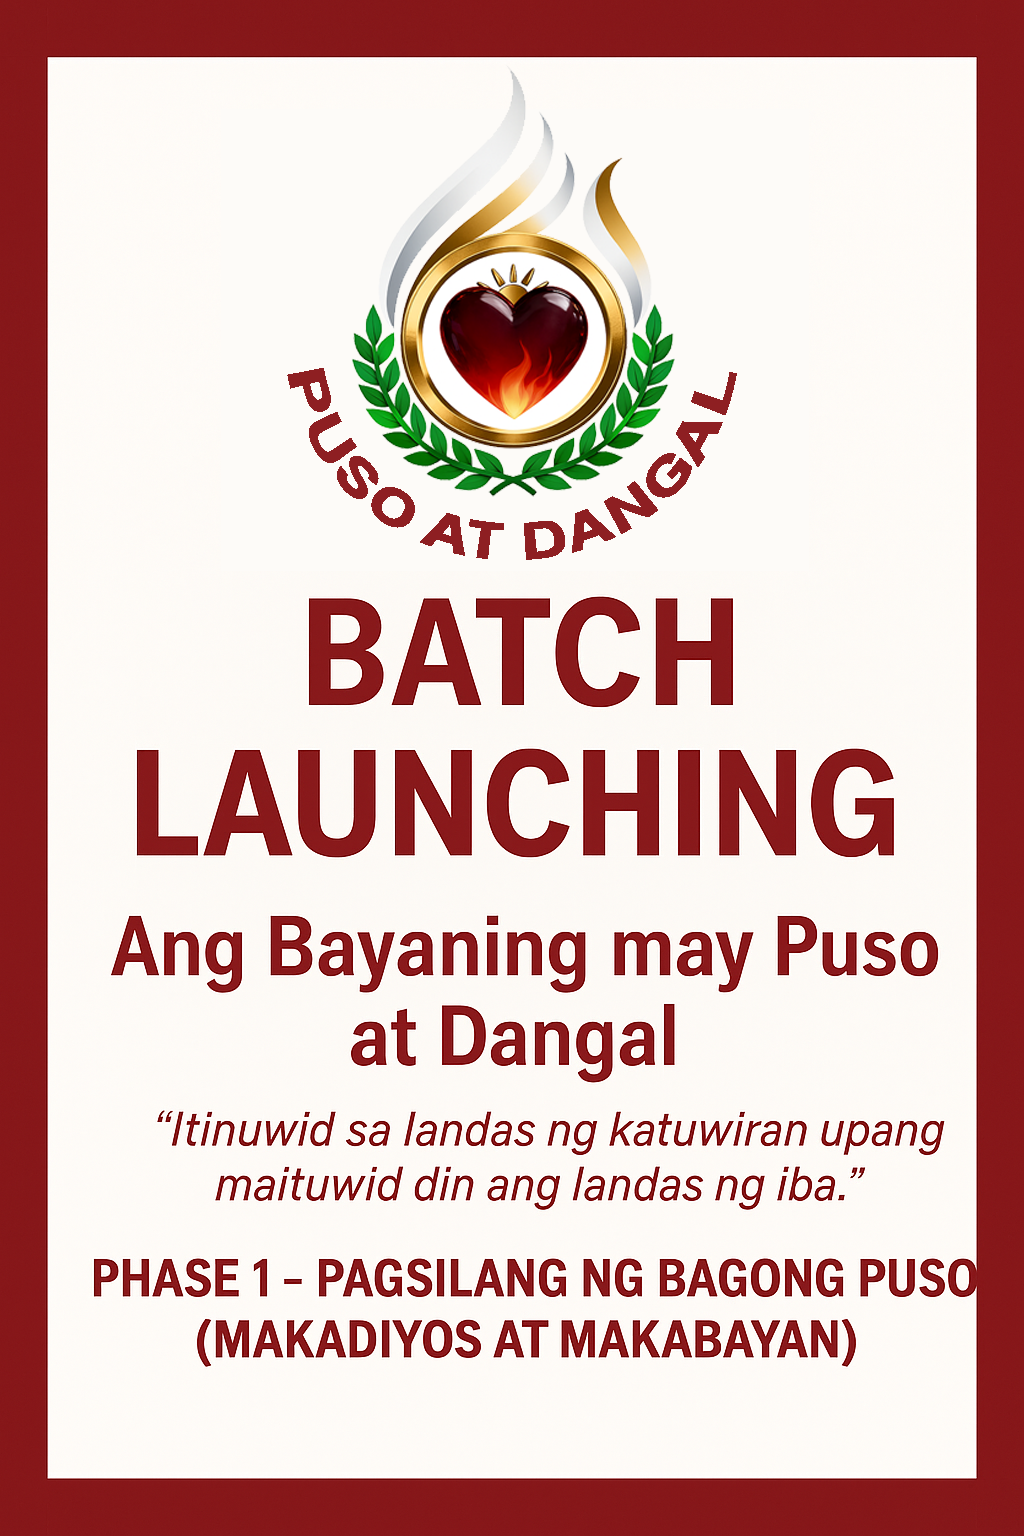 PUSO AT DANGAL
BATCH
LAUNCHING
Ang Bayaning may Puso
at Dangal
“Itinuwid sa landas ng katuwiran upang
maituwid din ang landas ng iba.”
PHASE 1 – PAGSILANG NG BAGONG PUSO
(MAKADIYOS AT MAKABAYAN)